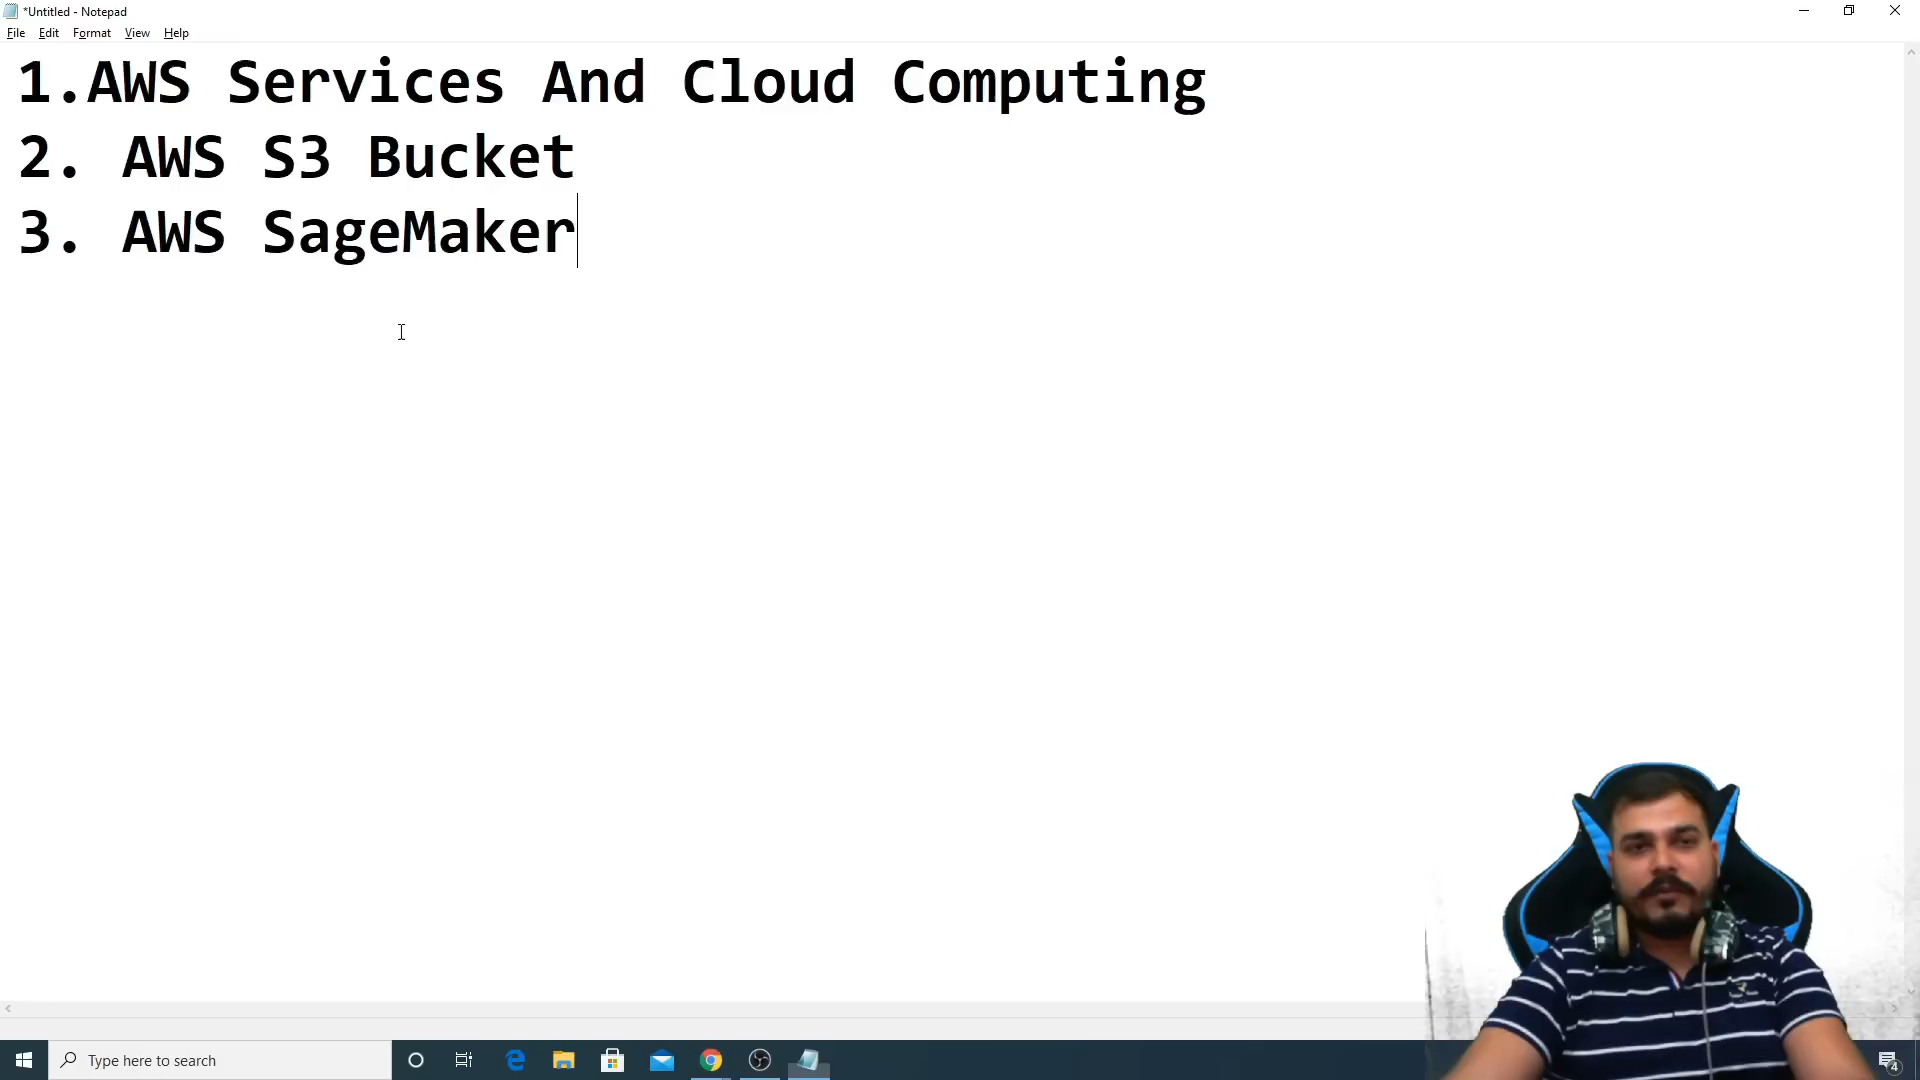 *Untitled - Notepad
File Edit Format View Help
1.AWS Services And Cloud Computing
2. AWS S3 Bucket
3. AWS SageMaker
Type here to search
4